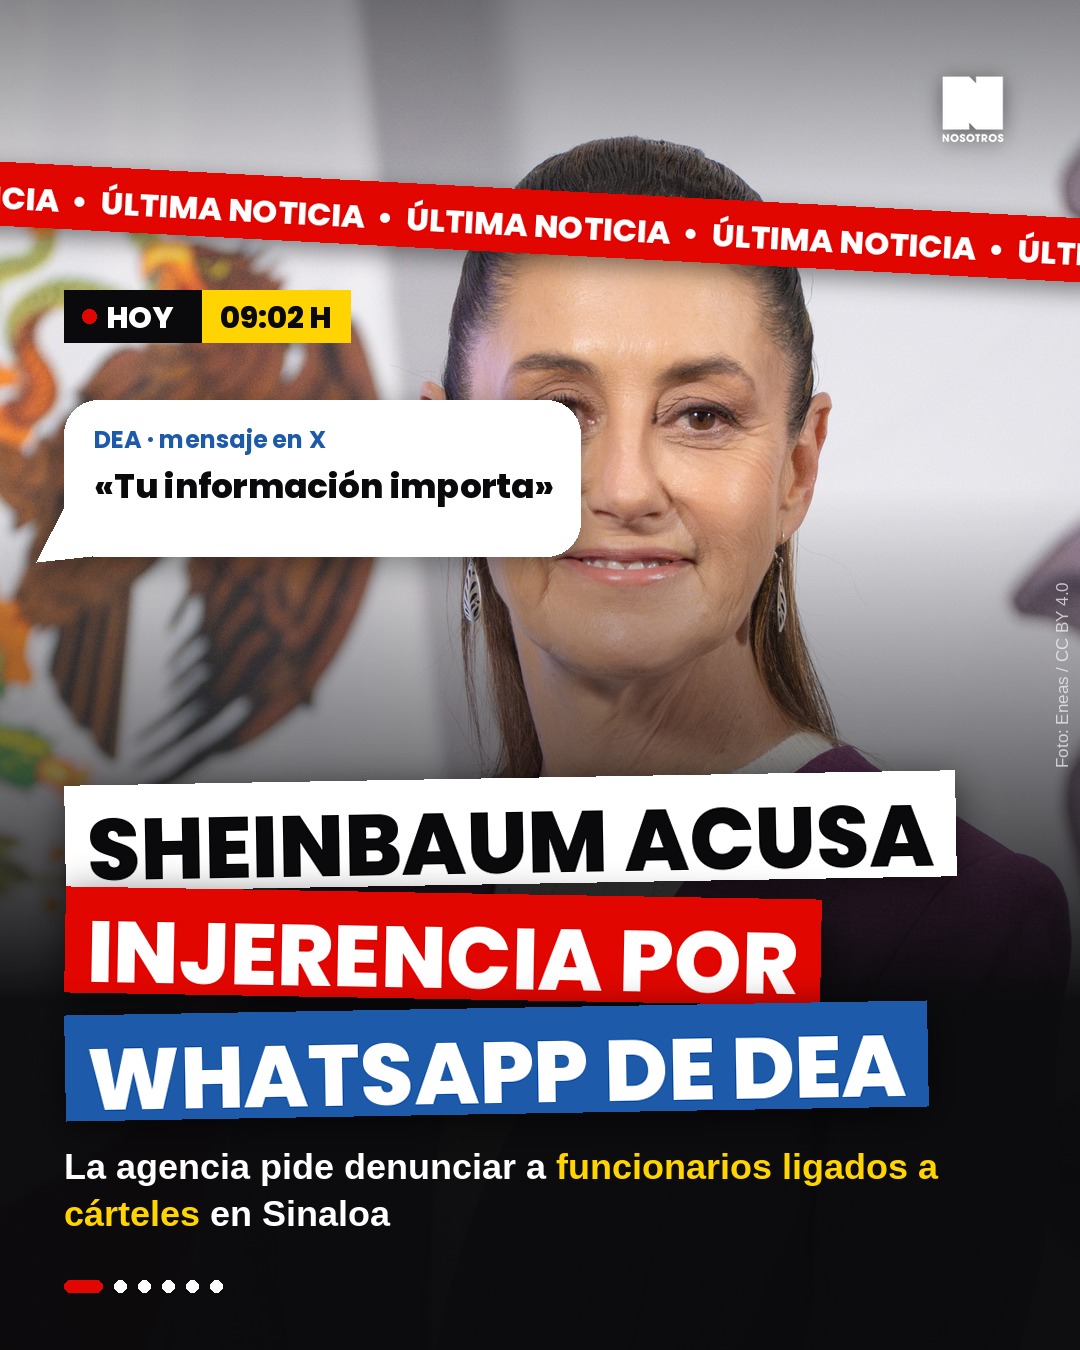 NOSOTROS
CIA • ÚLTIMA NOTICIA • ÚLTIMA NOTICIA • ÚLTIMA NOTICIA • ÚLTI
HOY 09:02 H
DEA · mensaje en X
«Tu información importa»
Foto: Eneas / CC BY 4.0
SHEINBAUM ACUSA
INJERENCIA POR
WHATSAPP DE DEA
La agencia pide denunciar a funcionarios ligados a
cárteles en Sinaloa